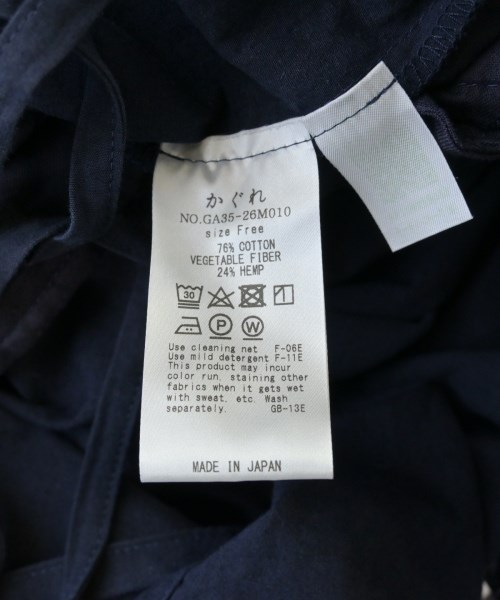 かぐれ
NO.GA35-26M010
size Free
76% COTTON
VEGETABLE FIBER
24% HEMP
30
P W
Use cleaning net F-06E
Use mild detergent F-11E
This product may incur
color run, staining other
fabrics when it gets wet
with sweat, etc. Wash
separately. GB-13E
MADE IN JAPAN